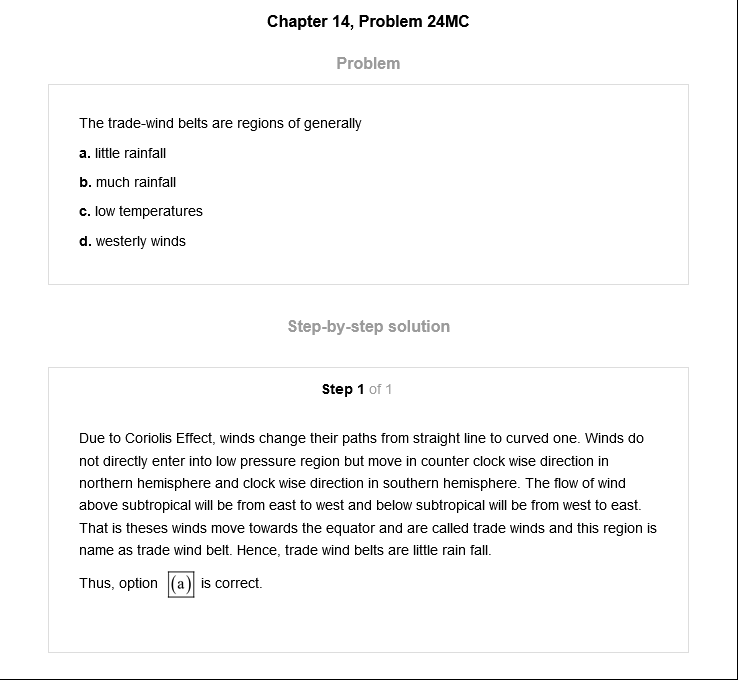 Chapter 14, Problem 24MC
Problem
The trade-wind belts are regions of generally
a. little rainfall
b. much rainfall
c. low temperatures
d. westerly winds
Step-by-step solution
Step 1 of 1
Due to Coriolis Effect, winds change their paths from straight line to curved one. Winds do
not directly enter into low pressure region but move in counter clock wise direction in
northern hemisphere and clock wise direction in southern hemisphere. The flow of wind
above subtropical will be from east to west and below subtropical will be from west to east.
That is theses winds move towards the equator and are called trade winds and this region is
name as trade wind belt. Hence, trade wind belts are little rain fall.
Thus, option (a) is correct.